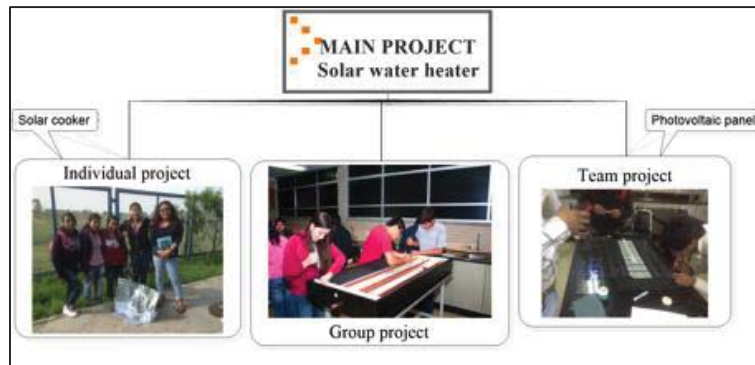 MAIN PROJECT
Solar water heater
Solar cooker
Photovoltaic panel
Individual project
Team project
Group project